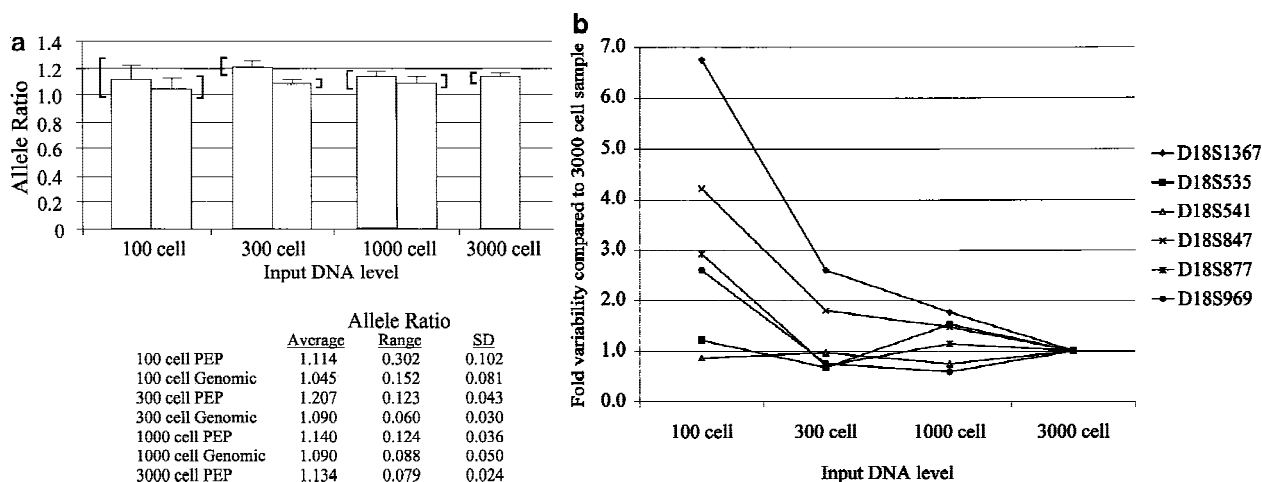 a
1.4
1.2
1.0
0.8
0.6
0.4
0.2
0
Allele Ratio
100 cell 300 cell 1000 cell 3000 cell
Input DNA level
Allele Ratio
Average Range SD
100 cell PEP 1.114 0.302 0.102
100 cell Genomic 1.045 0.152 0.081
300 cell PEP 1.207 0.123 0.043
300 cell Genomic 1.090 0.060 0.030
1000 cell PEP 1.140 0.124 0.036
1000 cell Genomic 1.090 0.088 0.050
3000 cell PEP 1.134 0.079 0.024
b
7.0
6.0
5.0
4.0
3.0
2.0
1.0
0.0
Fold variability compared to 3000 cell sample
100 cell 300 cell 1000 cell 3000 cell
Input DNA level
D18S1367
D18S535
D18S541
D18S847
D18S877
D18S969